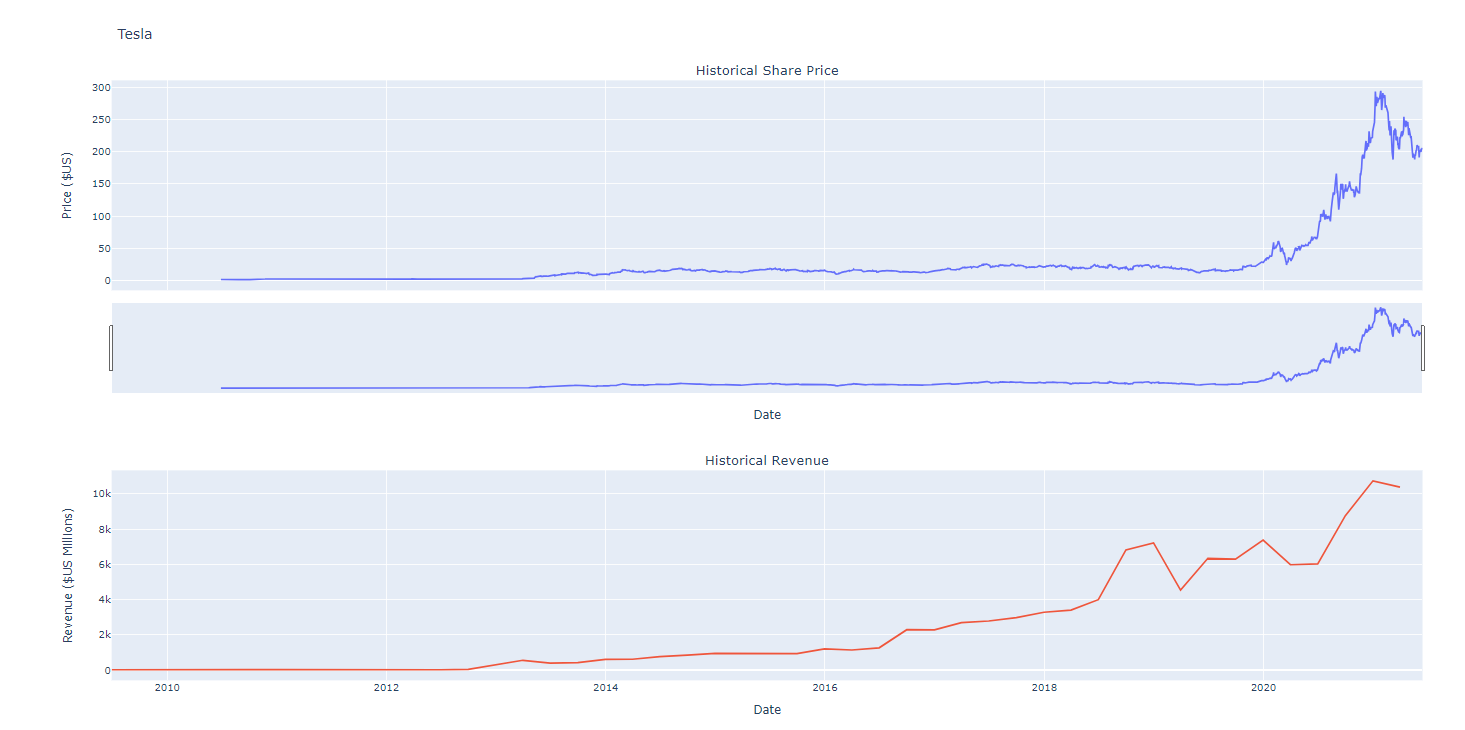 Tesla
Historical Share Price
Price ($US)
300
250
200
150
100
50
0
Date
Historical Revenue
Revenue ($US Millions)
10k
8k
6k
4k
2k
0
2010 2012 2014 2016 2018 2020
Date